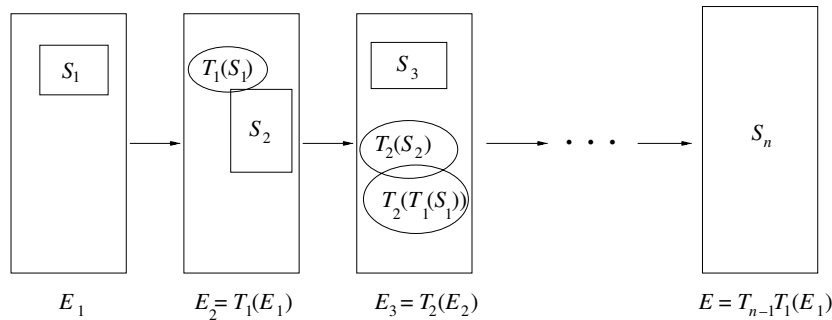 S₁
T₁(S₁)
S₂
S₃
T₂(S₂)
T₂(T₁(S₁))
. . .
Sₙ
E₁
E₂= T₁(E₁)
E₃ = T₂(E₂)
E = Tₙ₋₁T₁(E₁)